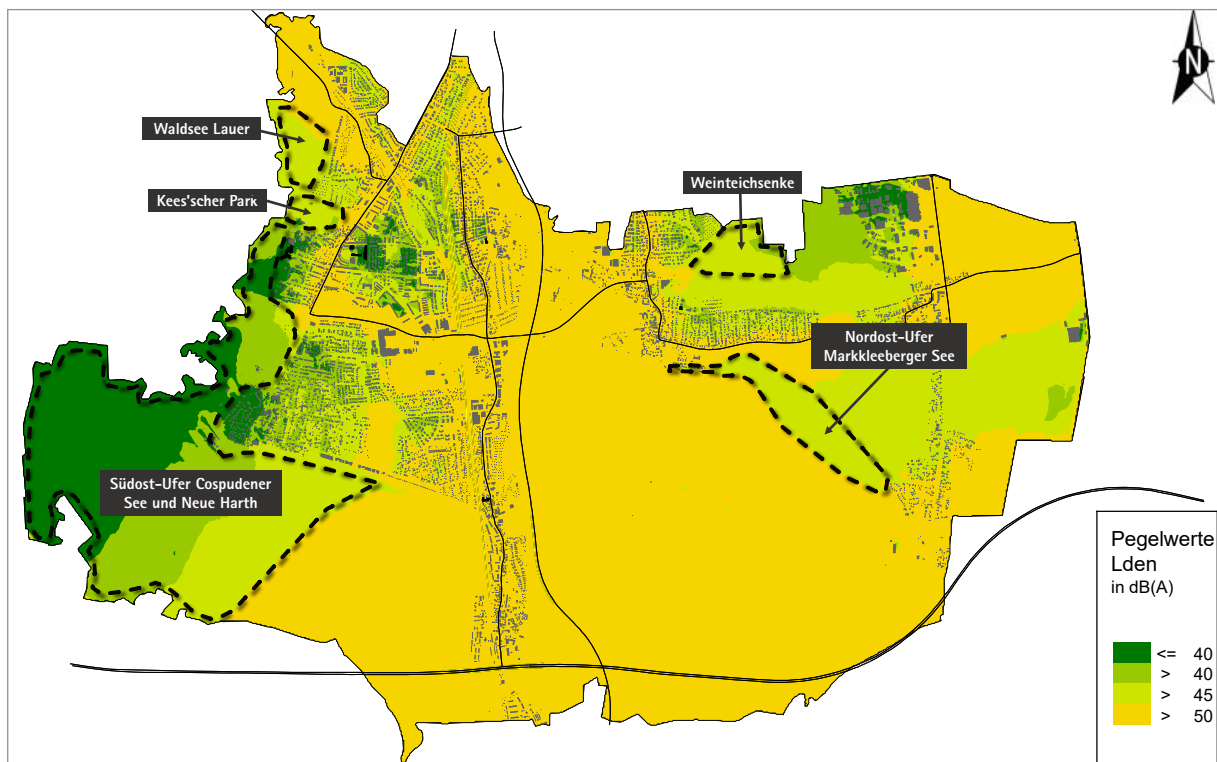 N
Waldsee Lauer
Kees'scher Park
Weinteichsenke
Nordost-Ufer
Markkleeberger See
Südost-Ufer Cospudener
See und Neue Harth
Pegelwerte
Lden
in dB(A)
<= 40
> 40
> 45
> 50